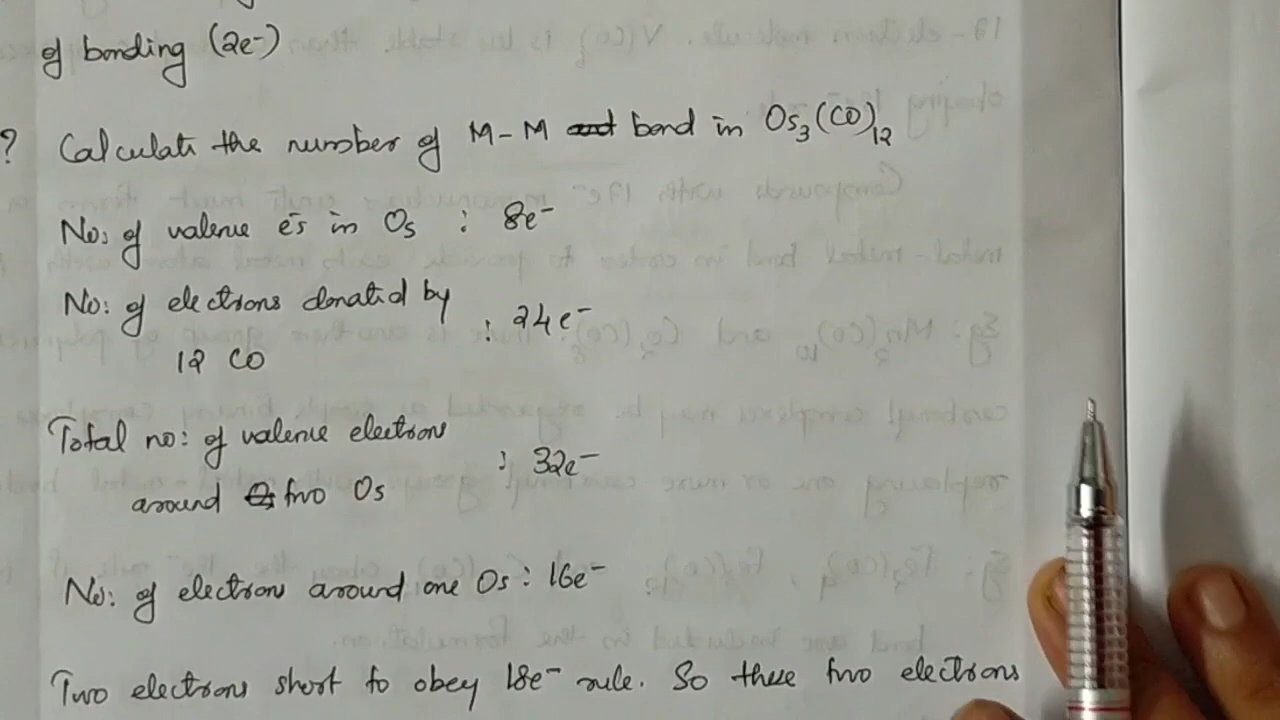 of bonding (2e⁻)
? Calculate the number of M-M and bond in Os₃(CO)₁₂
No: of valence e⁻s in Os : 8e⁻
No: of electrons donated by
12 CO : 24e⁻
Total no: of valence electrons
around two Os : 32e⁻
No: of electron around one Os : 16e⁻
Two electrons short to obey 18e⁻ rule. So these two electrons